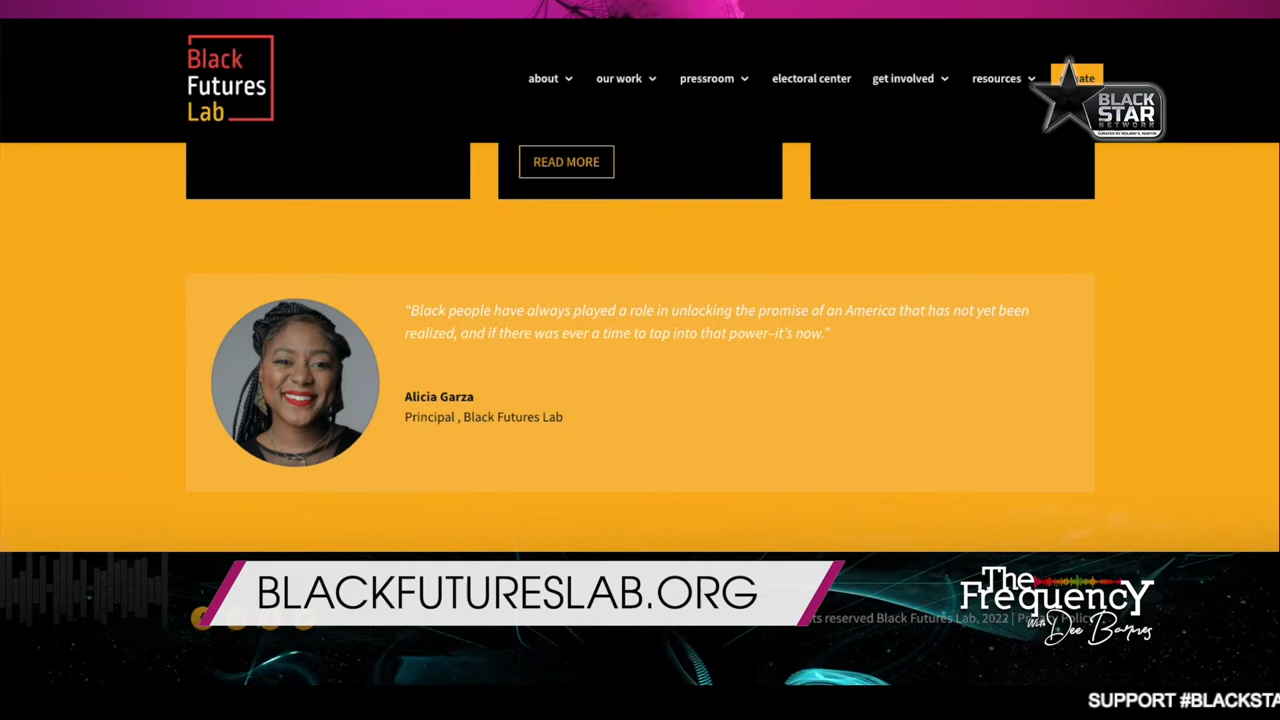 Black
Futures
Lab
about
our work
pressroom
electoral center
get involved
resources
BLACK
STAR
NETWORK
CURATED BY ROLAND S. MARTIN
READ MORE
“Black people have always played a role in unlocking the promise of an America that has not yet been
realized, and if there was ever a time to tap into that power–it’s now.”
Alicia Garza
Principal , Black Futures Lab
BLACKFUTURESLAB.ORG
The
Frequency
With Dee Barnes
reserved Black Futures Lab, 2022 | Privacy Policy
SUPPORT #BLACKSTA